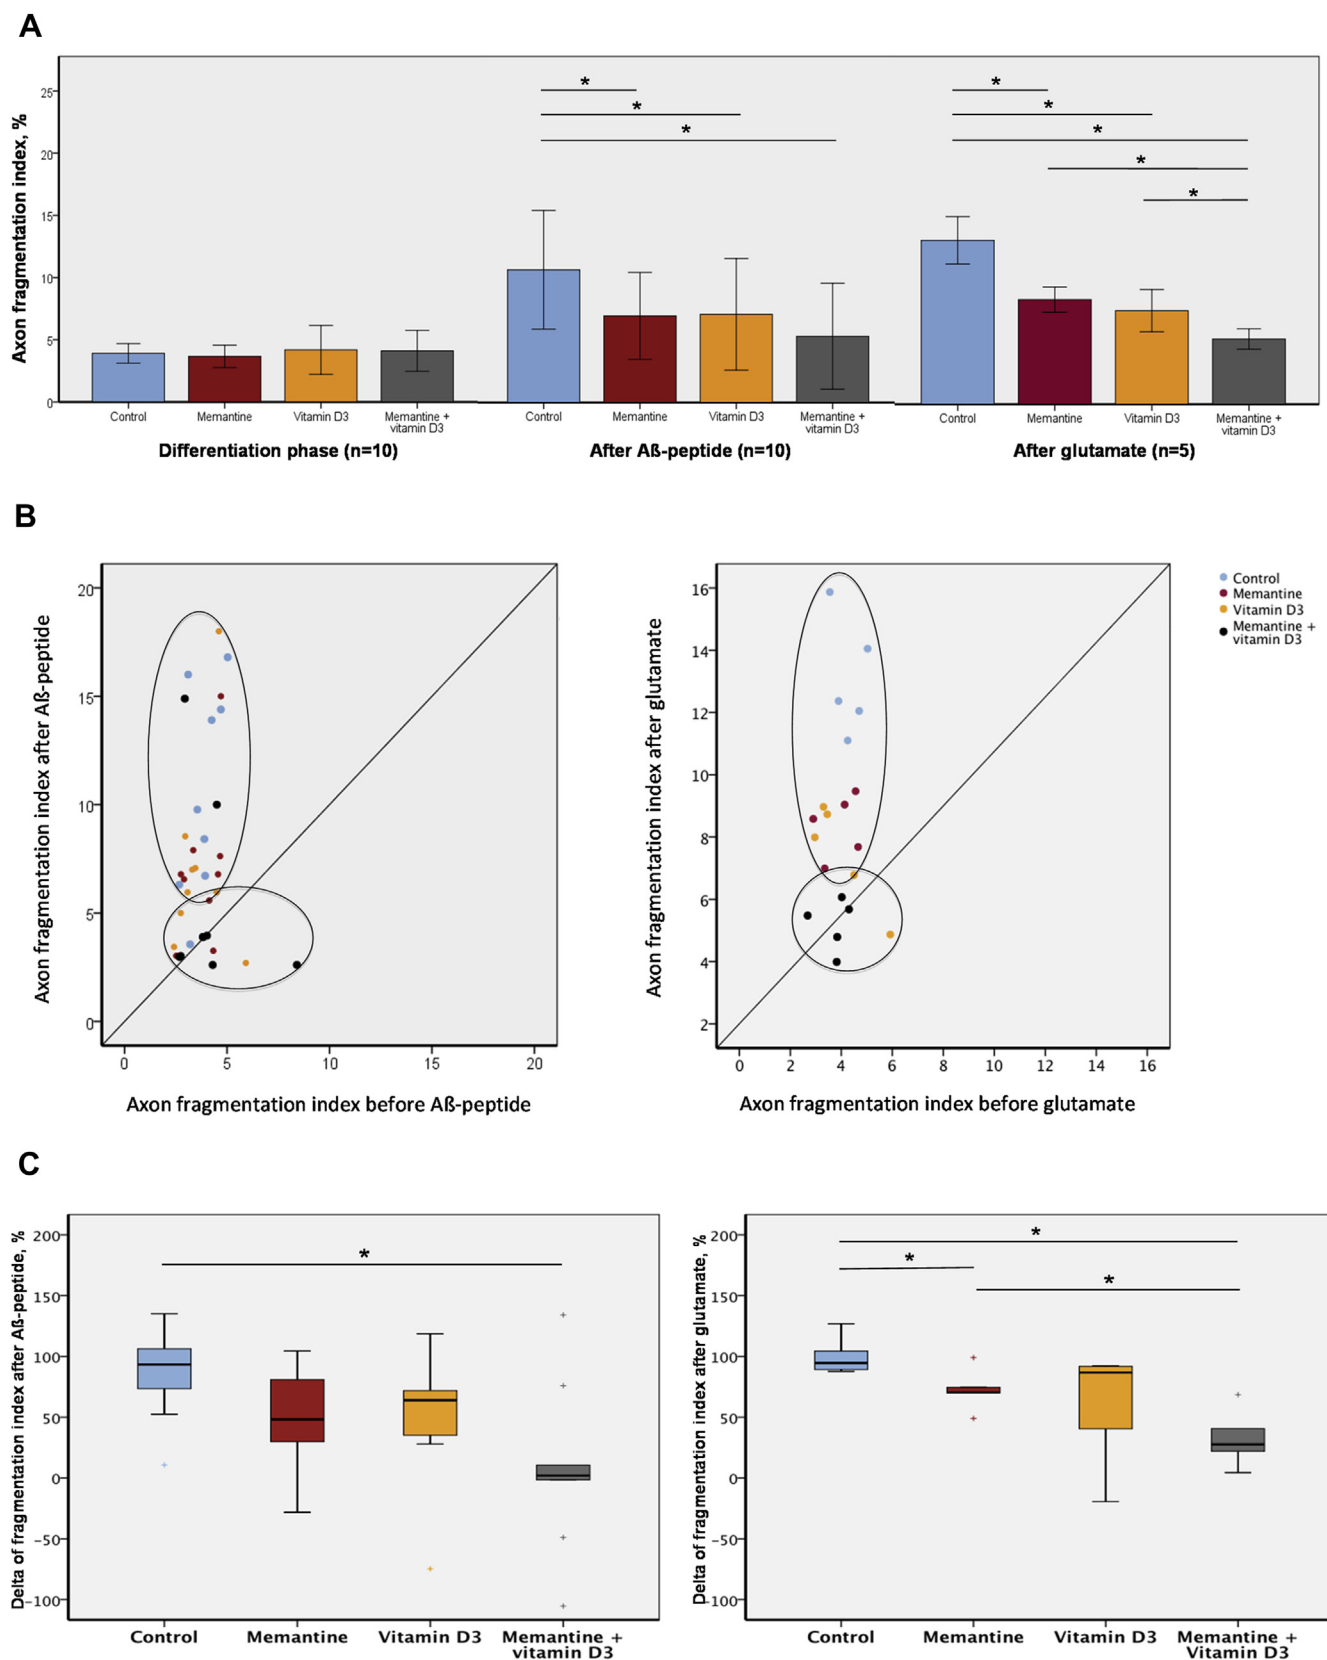 A
Axon fragmentation index, %
25
20
15
10
5
0
* *
* *
* *
*
*
Control Memantine Vitamin D3 Memantine + vitamin D3
Control Memantine Vitamin D3 Memantine + vitamin D3
Control Memantine Vitamin D3 Memantine + vitamin D3
Differentiation phase (n=10) After Aß-peptide (n=10) After glutamate (n=5)
B
Axon fragmentation index after Aß-peptide
20
15
10
5
0
0 5 10 15 20
Axon fragmentation index before Aß-peptide
Axon fragmentation index after glutamate
16
14
12
10
8
6
4
2
0 2 4 6 8 10 12 14 16
Axon fragmentation index before glutamate
Control
Memantine
Vitamin D3
Memantine +
vitamin D3
C
Delta of fragmentation index after Aß-peptide, %
200
150
100
50
0
-50
-100
*
Control Memantine Vitamin D3 Memantine +
vitamin D3
Delta of fragmentation index after glutamate, %
200
150
100
50
0
-50
-100
*
*
*
Control Memantine Vitamin D3 Memantine +
Vitamin D3